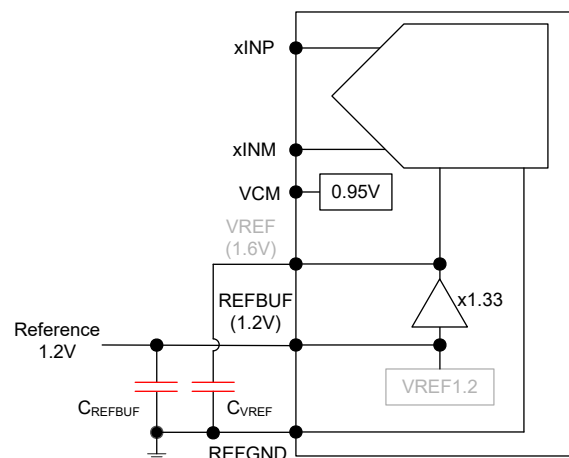 xINP
xINM
VCM
0.95V
VREF
(1.6V)
REFBUF
(1.2V)
x1.33
Reference
1.2V
VREF1.2
CREFBUF
CVREF
REFGND